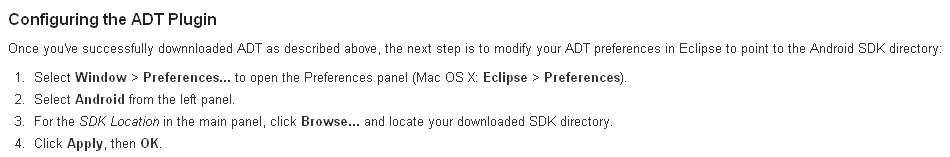 Configuring the ADT Plugin
Once you've successfully downnloaded ADT as described above, the next step is to modify your ADT preferences in Eclipse to point to the Android SDK directory:
1. Select Window > Preferences... to open the Preferences panel (Mac OS X: Eclipse > Preferences).
2. Select Android from the left panel.
3. For the SDK Location in the main panel, click Browse... and locate your downloaded SDK directory.
4. Click Apply, then OK.